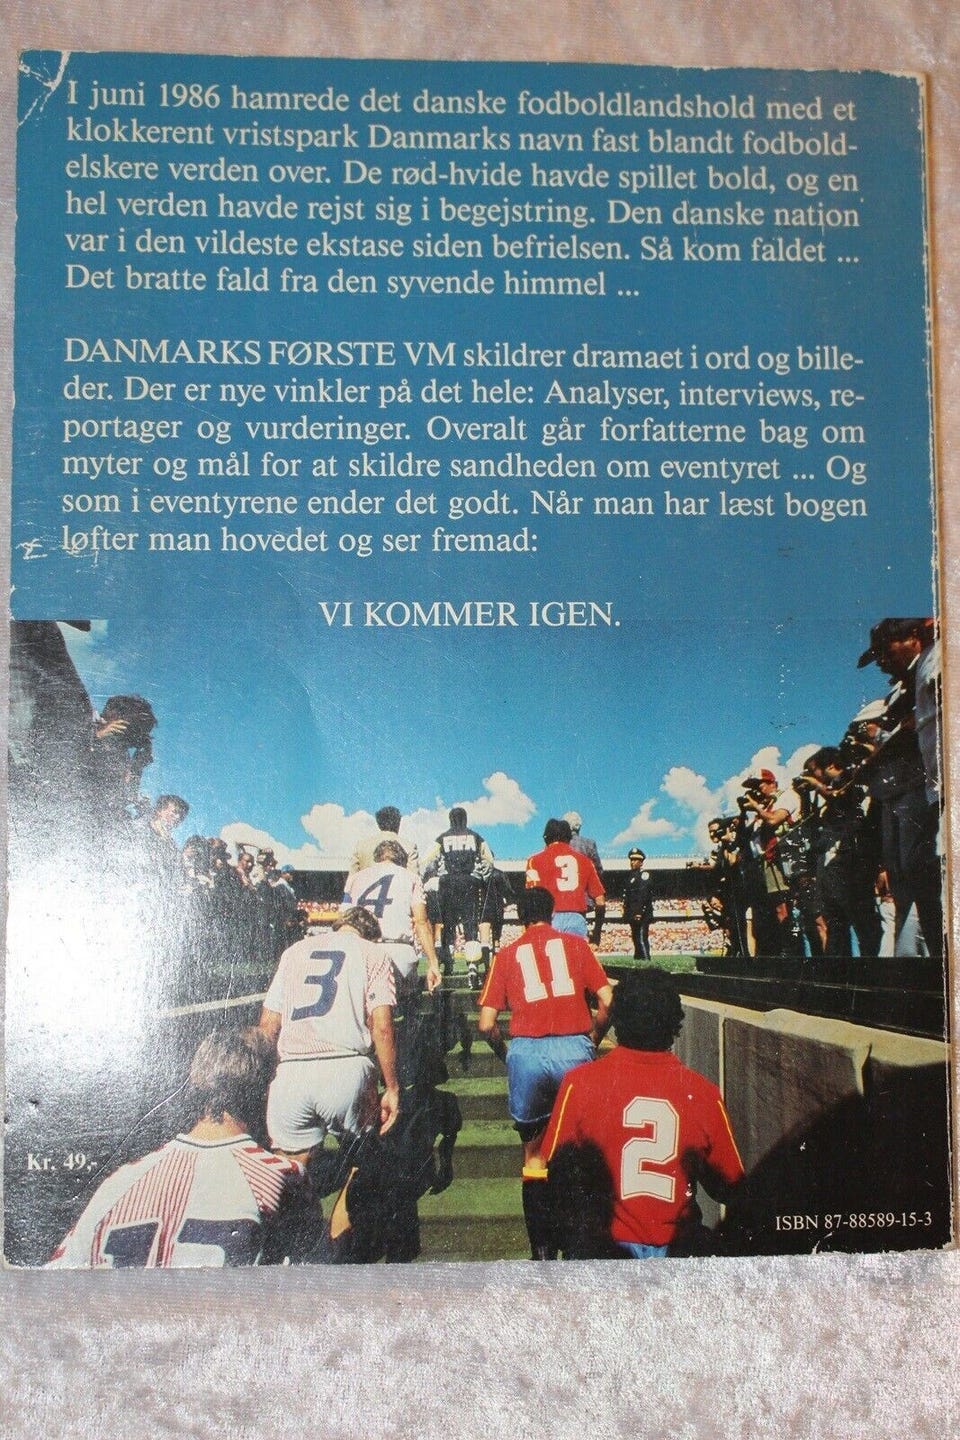 I juni 1986 hamrede det danske fodboldlandshold med et
klokkerent vristspark Danmarks navn fast blandt fodbold-
elskere verden over. De rød-hvide havde spillet bold, og en
hel verden havde rejst sig i begejstring. Den danske nation
var i den vildeste ekstase siden befrielsen. Så kom faldet ...
Det bratte fald fra den syvende himmel ...
DANMARKS FØRSTE VM skildrer dramaet i ord og bille-
der. Der er nye vinkler på det hele: Analyser, interviews, re-
portager og vurderinger. Overalt går forfatterne bag om
myter og mål for at skildre sandheden om eventyret ... Og
som i eventyrene ender det godt. Når man har læst bogen
løfter man hovedet og ser fremad:
VI KOMMER IGEN.
FIFA
4
3
3
11
2
Kr. 49,-
ISBN 87-88589-15-3